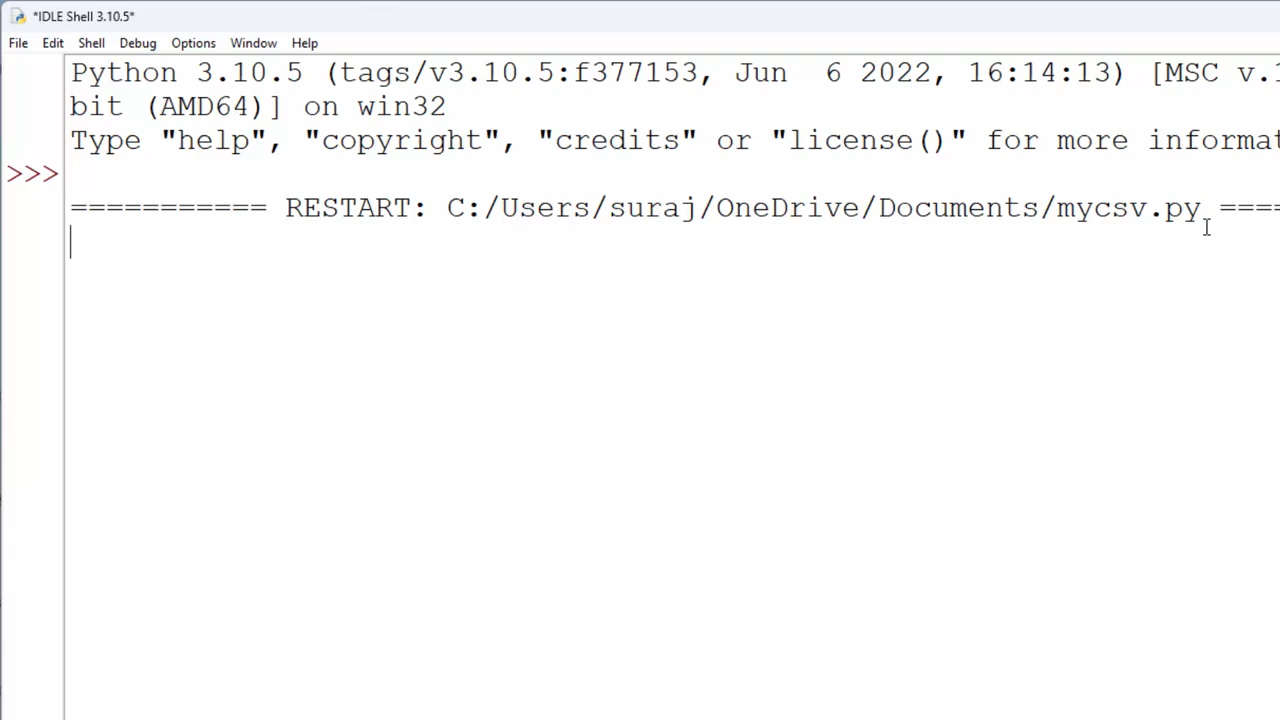 *IDLE Shell 3.10.5*
File Edit Shell Debug Options Window Help
Python 3.10.5 (tags/v3.10.5:f377153, Jun  6 2022, 16:14:13) [MSC v.1
bit (AMD64)] on win32
Type "help", "copyright", "credits" or "license()" for more informat
>>>
=========== RESTART: C:/Users/suraj/OneDrive/Documents/mycsv.py ====